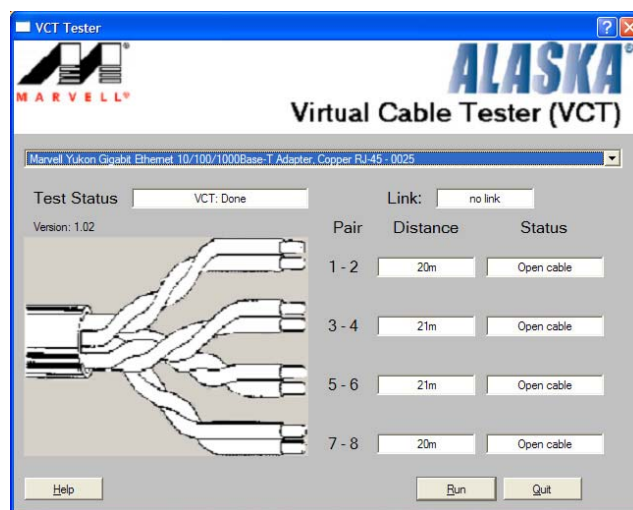 VCT Tester
MARVELL®
ALASKA®
Virtual Cable Tester (VCT)
Marvell Yukon Gigabit Ethernet 10/100/1000Base-T Adapter, Copper RJ-45 - 0025
Test Status VCT: Done Link: no link
Version: 1.02
Pair Distance Status
1 - 2 20m Open cable
3 - 4 21m Open cable
5 - 6 21m Open cable
7 - 8 20m Open cable
Help Run Quit